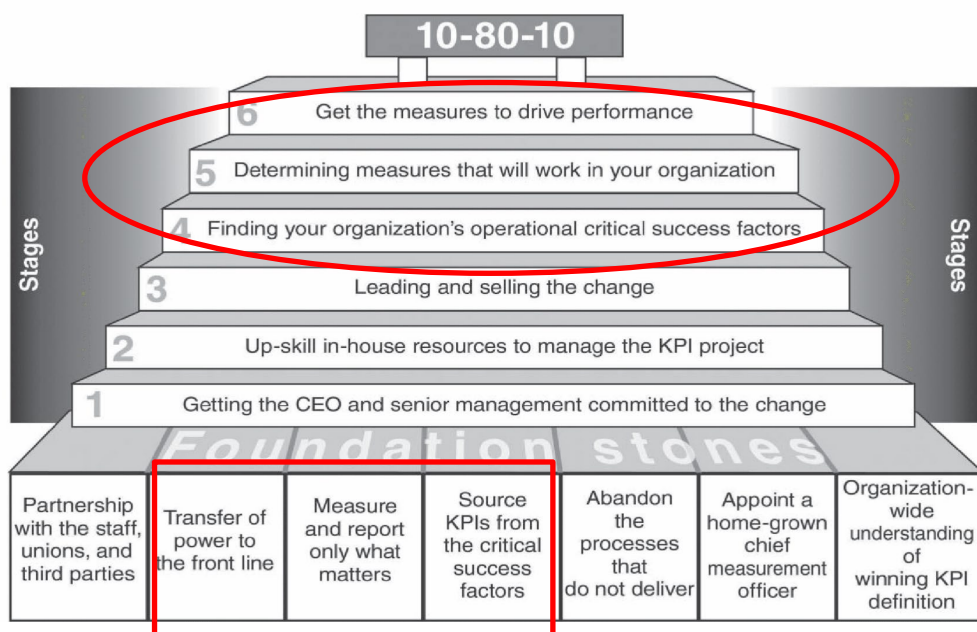 10-80-10
6 Get the measures to drive performance
5 Determining measures that will work in your organization
4 Finding your organization's operational critical success factors
3 Leading and selling the change
2 Up-skill in-house resources to manage the KPI project
1 Getting the CEO and senior management committed to the change
Stages
Stages
Foundation stones
Partnership
with the staff,
unions, and
third parties
Transfer of
power to
the front line
Measure
and report
only what
matters
Source
KPIs from
the critical
success
factors
Abandon
the
processes
that
do not deliver
Appoint a
home-grown
chief
measurement
officer
Organization-
wide
understanding
of
winning KPI
definition